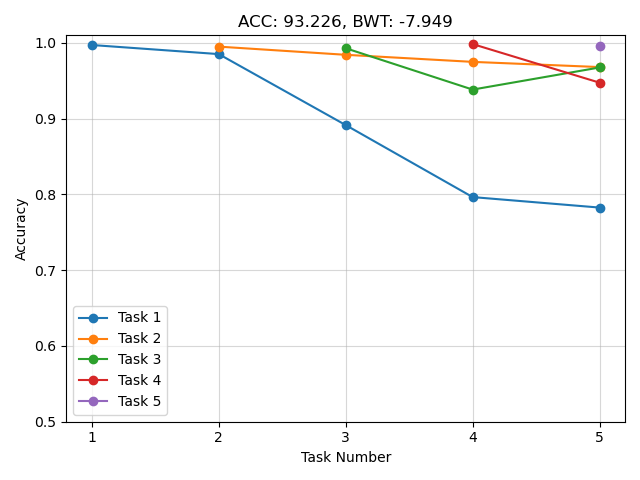 ACC: 93.226, BWT: -7.949
1.0
0.9
0.8
0.7
0.6
0.5
Accuracy
Task 1
Task 2
Task 3
Task 4
Task 5
1 2 3 4 5
Task Number